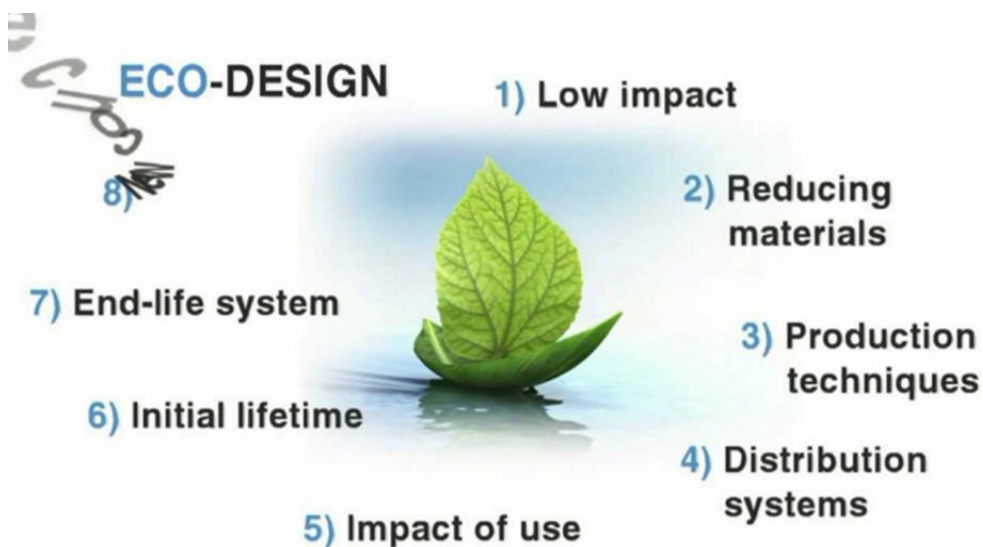 ECO-DESIGN
1) Low impact
2) Reducing
materials
3) Production
techniques
4) Distribution
systems
5) Impact of use
6) Initial lifetime
7) End-life system
8)